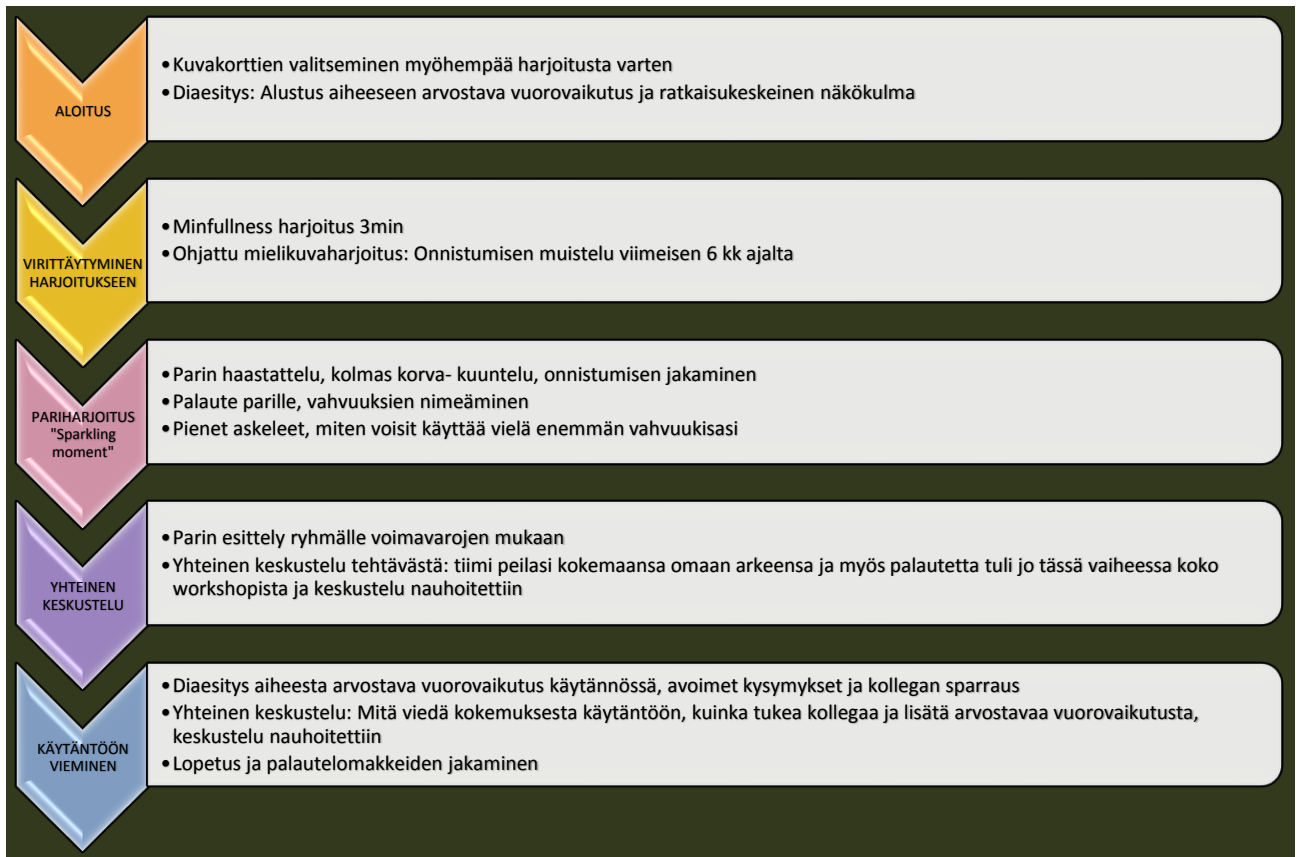 ALOITUS
•Kuvakorttien valitseminen myöhempää harjoitusta varten
•Diaesitys: Alustus aiheeseen arvostava vuorovaikutus ja ratkaisukeskeinen näkökulma
VIRITTÄYTYMINEN
HARJOITUKSEEN
•Minfullness harjoitus 3min
•Ohjattu mielikuvaharjoitus: Onnistumisen muistelu viimeisen 6 kk ajalta
PARIHARJOITUS
"Sparkling
moment"
•Parin haastattelu, kolmas korva- kuuntelu, onnistumisen jakaminen
•Palaute parille, vahvuuksien nimeäminen
•Pienet askeleet, miten voisit käyttää vielä enemmän vahvuukisasi
YHTEINEN
KESKUSTELU
•Parin esittely ryhmälle voimavarojen mukaan
•Yhteinen keskustelu tehtävästä: tiimi peilasi kokemaansa omaan arkeensa ja myös palautetta tuli jo tässä vaiheessa koko
workshopista ja keskustelu nauhoitettiin
KÄYTÄNTÖÖN
VIEMINEN
•Diaesitys aiheesta arvostava vuorovaikutus käytännössä, avoimet kysymykset ja kollegan sparraus
•Yhteinen keskustelu: Mitä viedä kokemuksesta käytäntöön, kuinka tukea kollegaa ja lisätä arvostavaa vuorovaikutusta,
keskustelu nauhoitettiin
•Lopetus ja palautelomakkeiden jakaminen